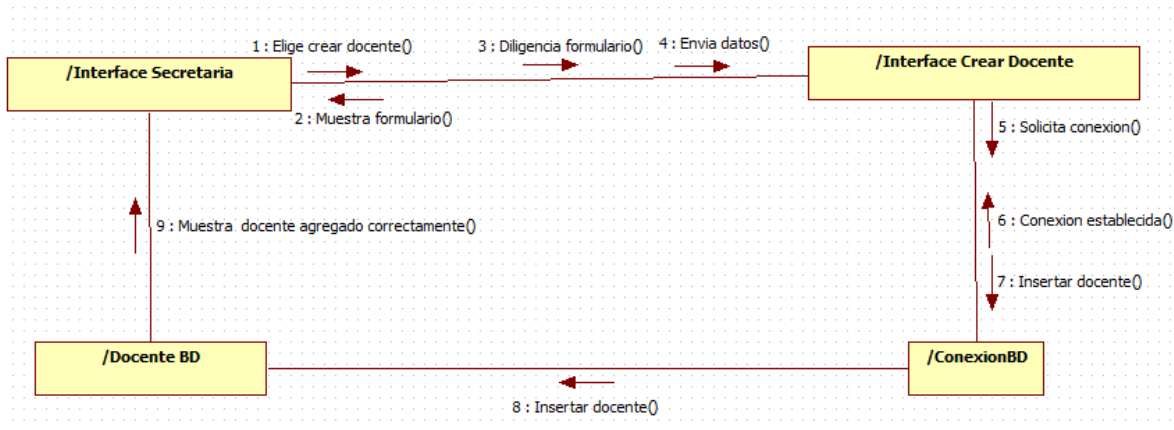 1 : Elige crear docente()
3 : Diligencia formulario()
4 : Envia datos()
/Interface Secretaria
/Interface Crear Docente
2 : Muestra formulario()
5 : Solicita conexion()
9 : Muestra  docente agregado correctamente()
6 : Conexion establecida()
7 : Insertar docente()
/Docente BD
/ConexionBD
8 : Insertar docente()